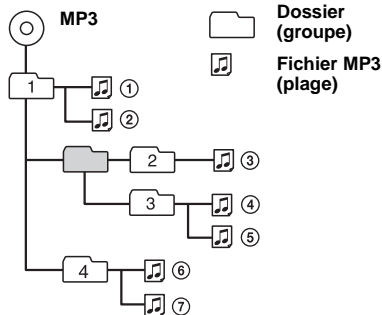 MP3
Dossier
(groupe)
Fichier MP3
(plage)
1
①
②
2
③
3
④
⑤
4
⑥
⑦